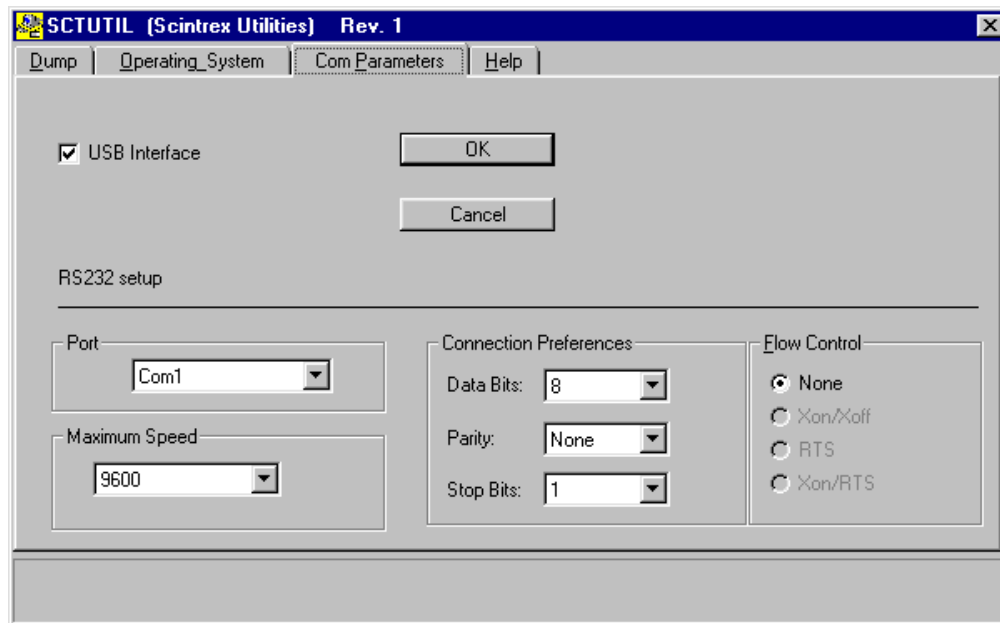 SCTUTIL (Scintrex Utilities) Rev. 1
Dump Operating_System Com Parameters Help
USB Interface
OK
Cancel
RS232 setup
Port
Com1
Maximum Speed
9600
Connection Preferences
Data Bits: 8
Parity: None
Stop Bits: 1
Flow Control
None
Xon/Xoff
RTS
Xon/RTS